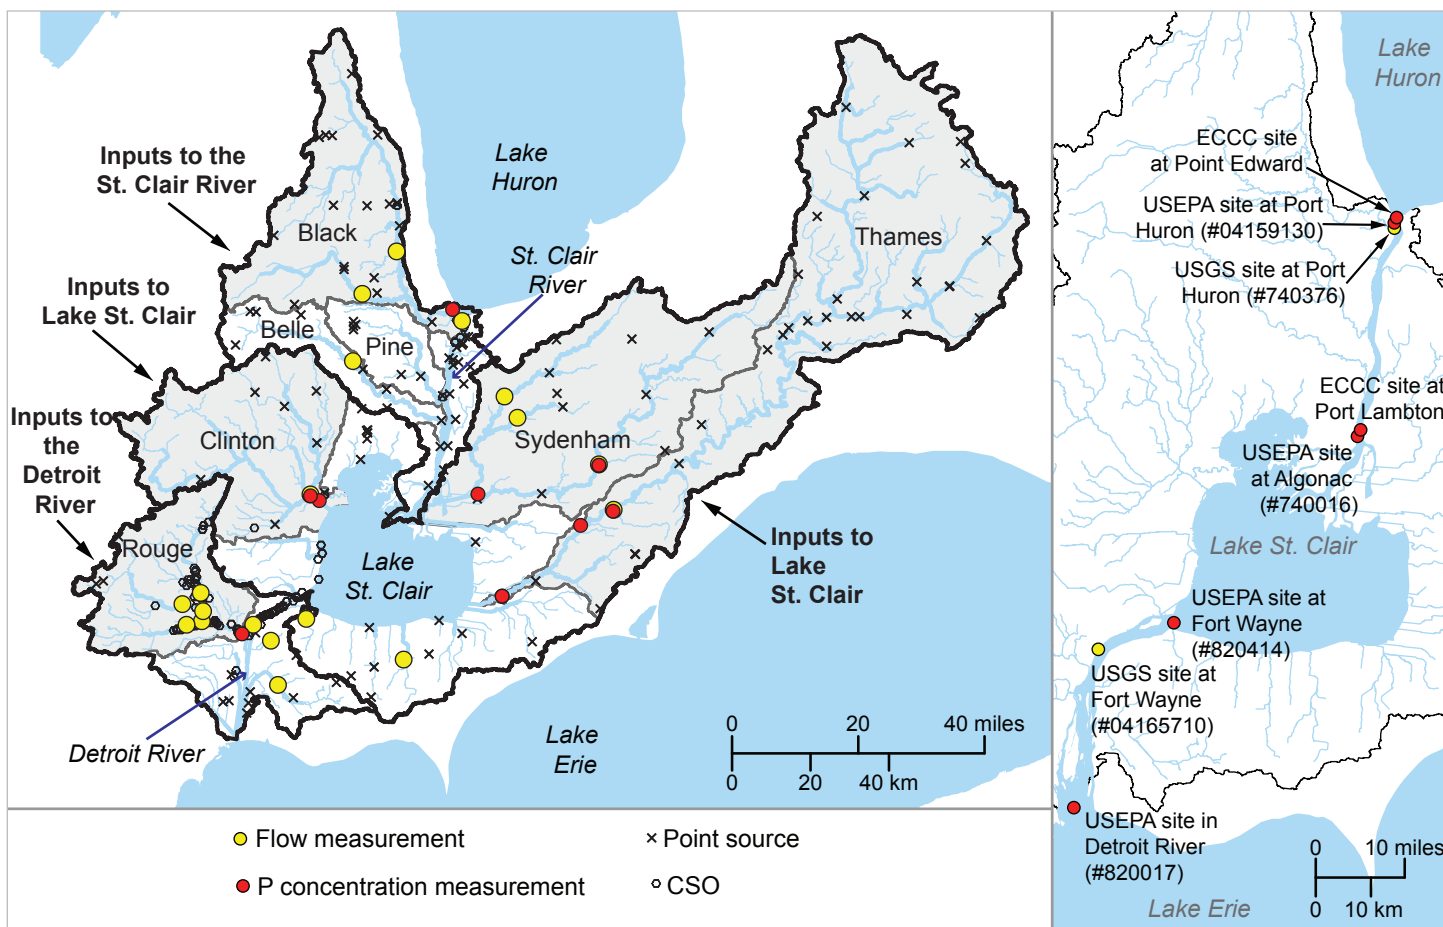 Inputs to the
St. Clair River
Lake
Huron
Black
St. Clair
River
Thames
Inputs to
Lake St. Clair
Belle
Pine
Inputs to
the
Detroit
River
Clinton
Sydenham
Rouge
Lake
St. Clair
Inputs to
Lake
St. Clair
Detroit River
Lake
Erie
0 20 40 miles
0 20 40 km
Flow measurement
Point source
P concentration measurement
CSO
Lake
Huron
ECCC site
at Point Edward
USEPA site at Port
Huron (#04159130)
USGS site at Port
Huron (#740376)
ECCC site at
Port Lambton
USEPA site
at Algonac
(#740016)
Lake St. Clair
USEPA site at
Fort Wayne
(#820414)
USGS site at
Fort Wayne
(#04165710)
USEPA site in
Detroit River
(#820017)
0 10 miles
0 10 km
Lake Erie